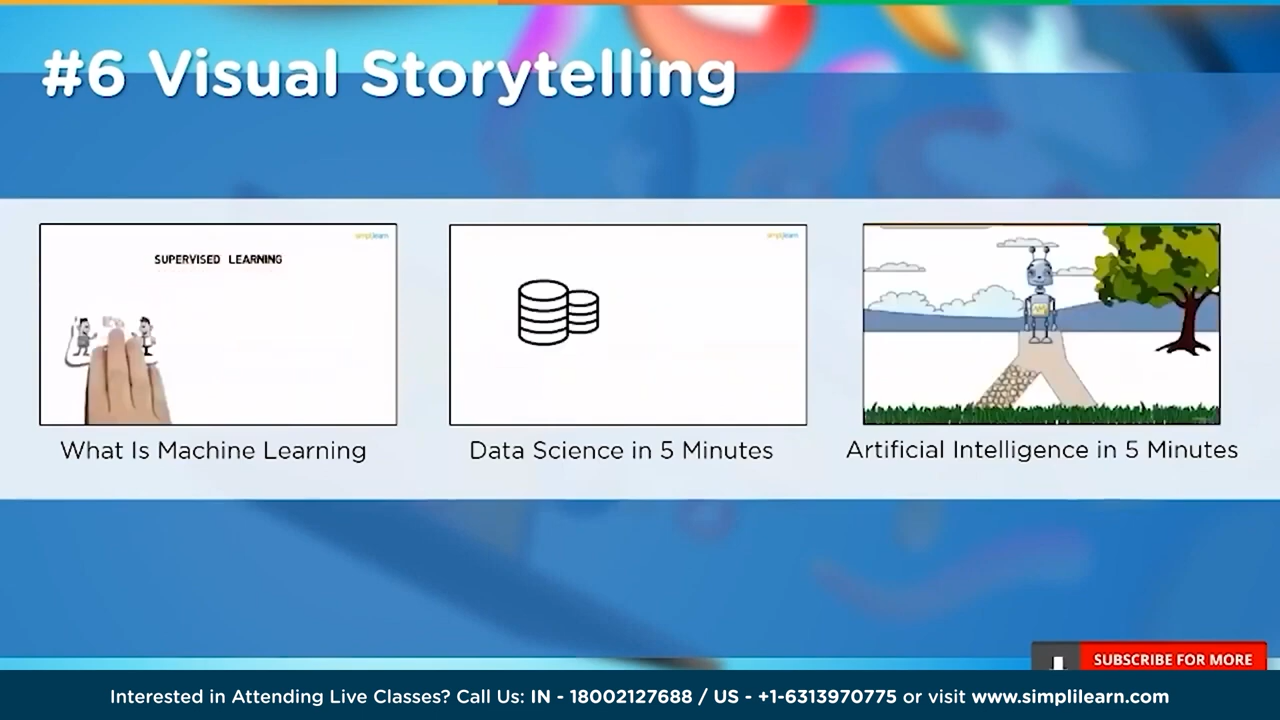 #6 Visual Storytelling
simplilearn
SUPERVISED LEARNING
simplilearn
What Is Machine Learning
Data Science in 5 Minutes
Artificial Intelligence in 5 Minutes
SUBSCRIBE FOR MORE
Interested in Attending Live Classes? Call Us: IN - 18002127688 / US - +1-6313970775 or visit www.simplilearn.com